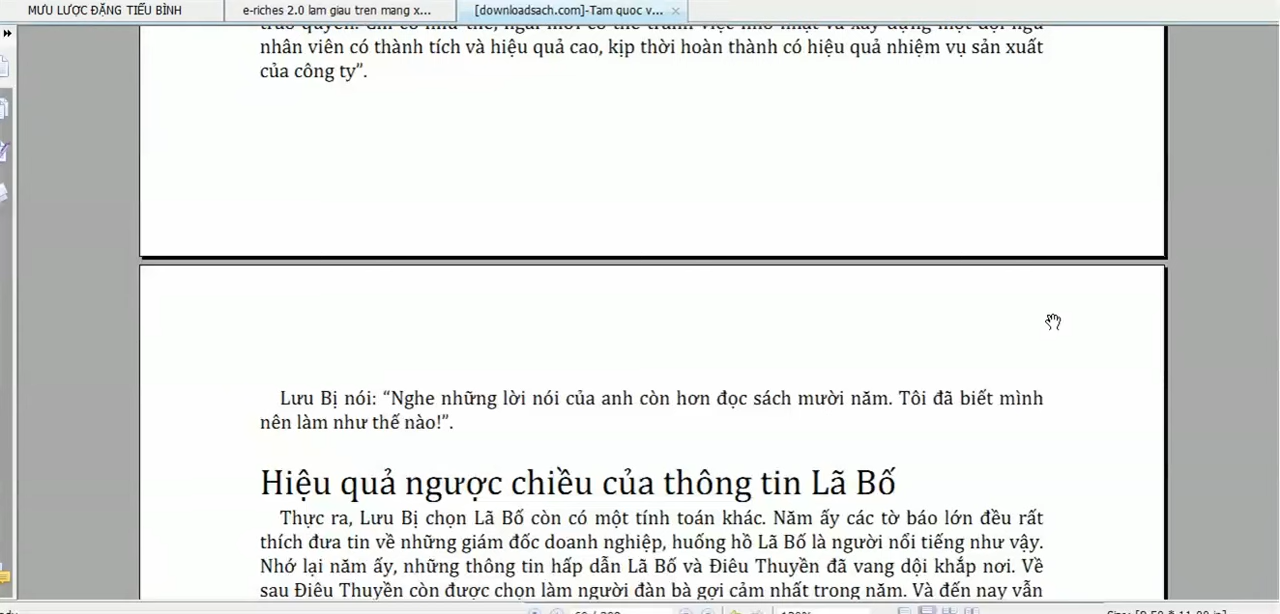 MƯU LƯỢC ĐẶNG TIỂU BÌNH
e-riches 2.0 lam giau tren mang x...
[downloadsach.com]-Tam quoc v...
nhân viên có thành tích và hiệu quả cao, kịp thời hoàn thành có hiệu quả nhiệm vụ sản xuất
của công ty”.
Lưu Bị nói: “Nghe những lời nói của anh còn hơn đọc sách mười năm. Tôi đã biết mình
nên làm như thế nào!”.
Hiệu quả ngược chiều của thông tin Lã Bố
Thực ra, Lưu Bị chọn Lã Bố còn có một tính toán khác. Năm ấy các tờ báo lớn đều rất
thích đưa tin về những giám đốc doanh nghiệp, huống hồ Lã Bố là người nổi tiếng như vậy.
Nhớ lại năm ấy, những thông tin hấp dẫn Lã Bố và Điêu Thuyền đã vang dội khắp nơi. Về
sau Điêu Thuyền còn được chọn làm người đàn bà gợi cảm nhất trong năm. Và đến nay vẫn